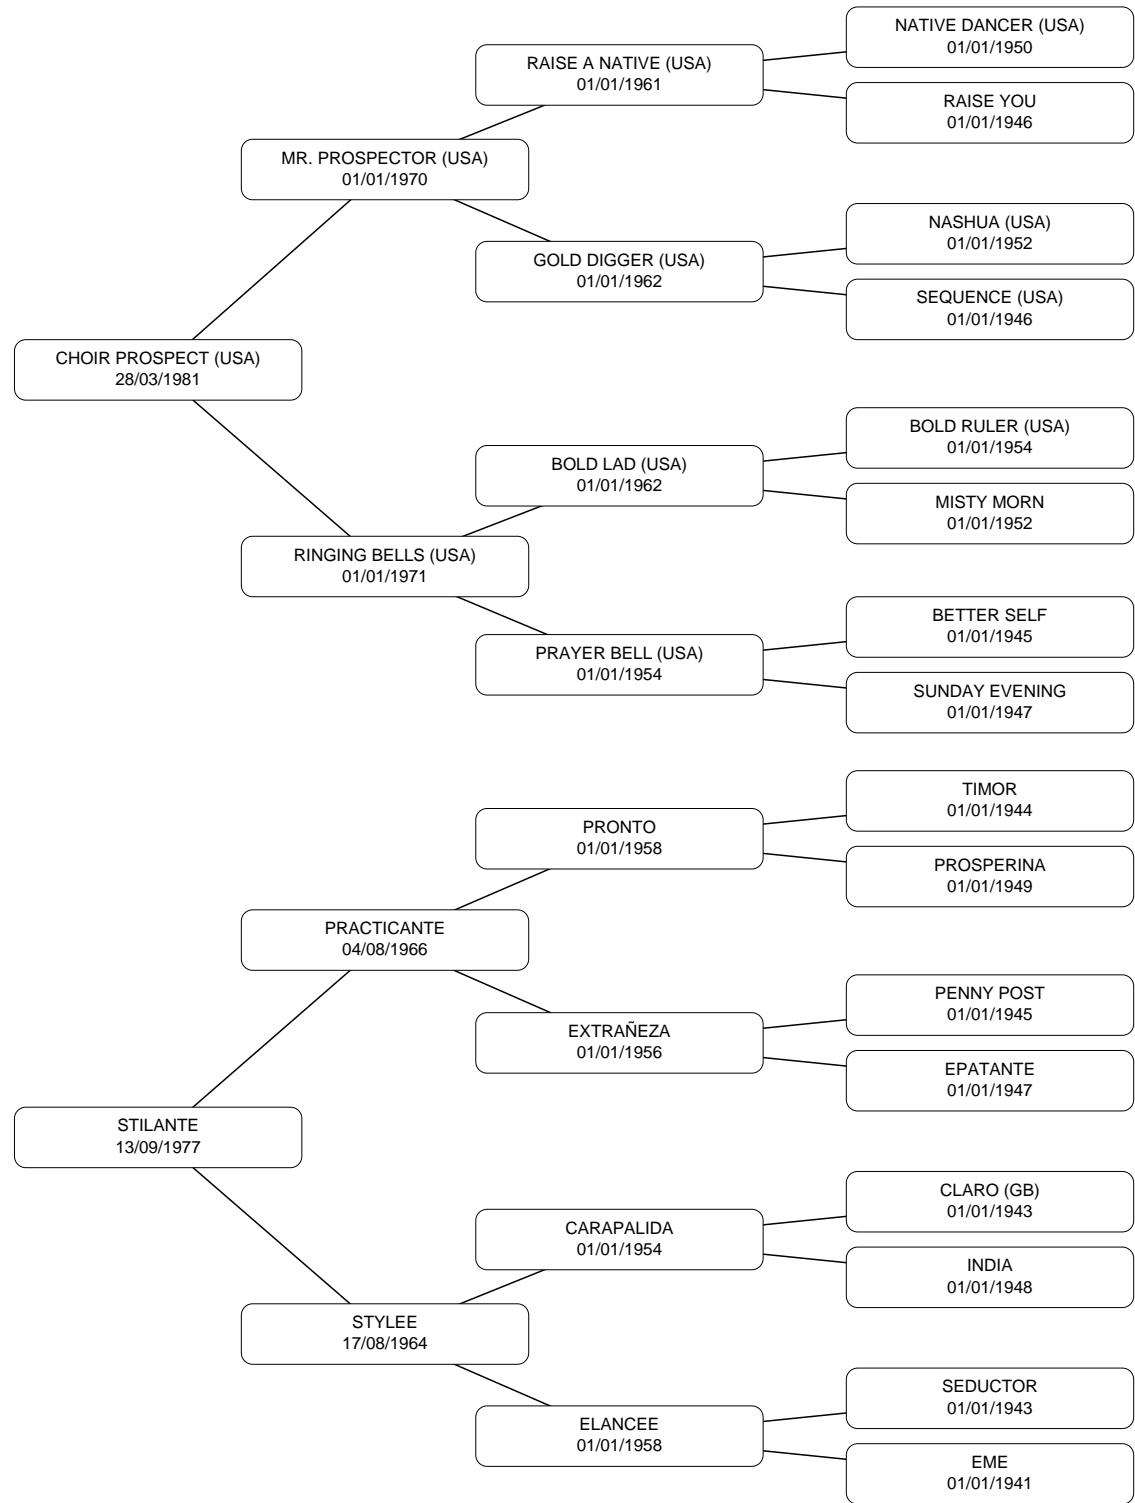 NATIVE DANCER (USA)
01/01/1950
RAISE A NATIVE (USA)
01/01/1961
RAISE YOU
01/01/1946
MR. PROSPECTOR (USA)
01/01/1970
NASHUA (USA)
01/01/1952
GOLD DIGGER (USA)
01/01/1962
SEQUENCE (USA)
01/01/1946
CHOIR PROSPECT (USA)
28/03/1981
BOLD RULER (USA)
01/01/1954
BOLD LAD (USA)
01/01/1962
MISTY MORN
01/01/1952
RINGING BELLS (USA)
01/01/1971
BETTER SELF
01/01/1945
PRAYER BELL (USA)
01/01/1954
SUNDAY EVENING
01/01/1947
TIMOR
01/01/1944
PRONTO
01/01/1958
PROSPERINA
01/01/1949
PRACTICANTE
04/08/1966
PENNY POST
01/01/1945
EXTRAÑEZA
01/01/1956
EPATANTE
01/01/1947
STILANTE
13/09/1977
CLARO (GB)
01/01/1943
CARAPALIDA
01/01/1954
INDIA
01/01/1948
STYLEE
17/08/1964
SEDUCTOR
01/01/1943
ELANCEE
01/01/1958
EME
01/01/1941